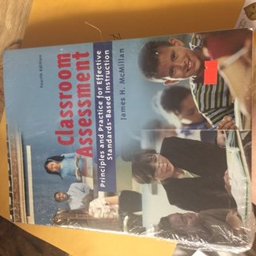 Fourth Edition
Classroom
Assessment
Principles and Practice for Effective
Standards-Based Instruction
James H. McMillan